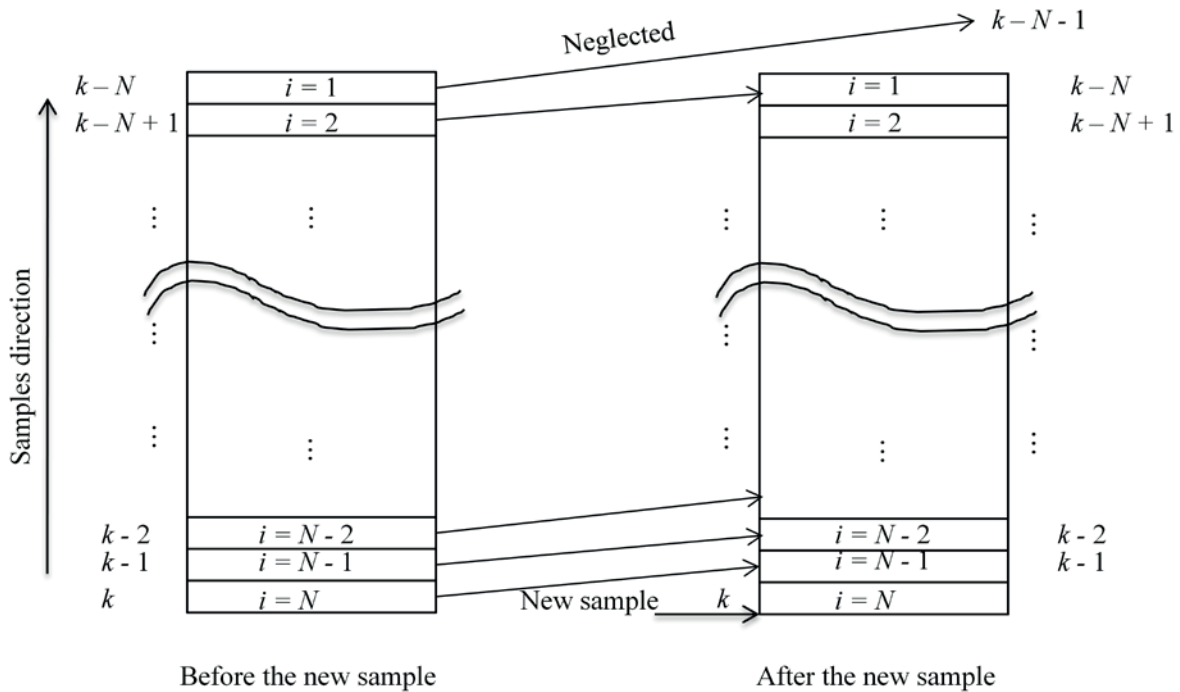 k – N - 1
Neglected
k – N
i = 1
i = 1
k – N
k – N + 1
i = 2
i = 2
k – N + 1
⋮ ⋮ ⋮ ⋮ ⋮
Samples direction
⋮ ⋮ ⋮
⋮ ⋮ ⋮ ⋮ ⋮
k - 2
i = N - 2
i = N - 2
k - 2
k - 1
i = N - 1
i = N - 1
k - 1
k
i = N
New sample
k
i = N
Before the new sample
After the new sample